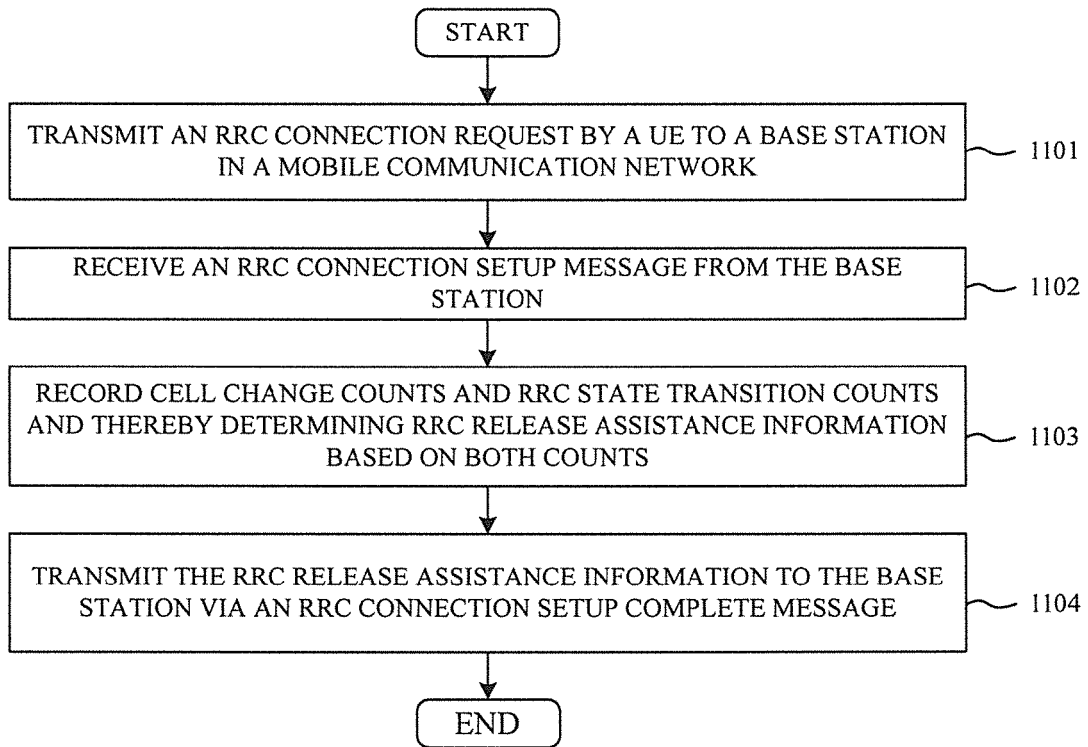 START
TRANSMIT AN RRC CONNECTION REQUEST BY A UE TO A BASE STATION
IN A MOBILE COMMUNICATION NETWORK
1101
RECEIVE AN RRC CONNECTION SETUP MESSAGE FROM THE BASE
STATION
1102
RECORD CELL CHANGE COUNTS AND RRC STATE TRANSITION COUNTS
AND THEREBY DETERMINING RRC RELEASE ASSISTANCE INFORMATION
BASED ON BOTH COUNTS
1103
TRANSMIT THE RRC RELEASE ASSISTANCE INFORMATION TO THE BASE
STATION VIA AN RRC CONNECTION SETUP COMPLETE MESSAGE
1104
END